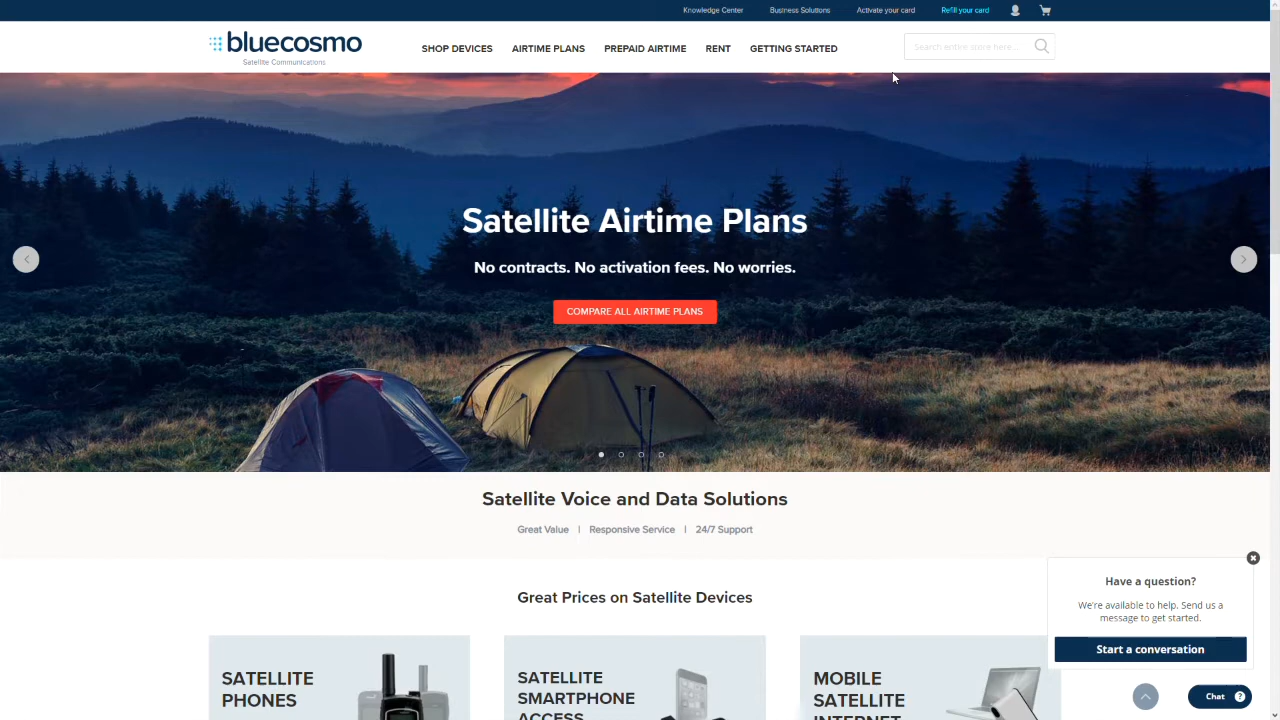 Knowledge Center
Business Solutions
Activate your card
Refill your card
bluecosmo
Satellite Communications
SHOP DEVICES
AIRTIME PLANS
PREPAID AIRTIME
RENT
GETTING STARTED
Search entire store here...
Satellite Airtime Plans
No contracts. No activation fees. No worries.
COMPARE ALL AIRTIME PLANS
Satellite Voice and Data Solutions
Great Value | Responsive Service | 24/7 Support
Have a question?
We're available to help. Send us a
message to get started.
Start a conversation
Great Prices on Satellite Devices
SATELLITE
PHONES
SATELLITE
SMARTPHONE
ACCESS
MOBILE
SATELLITE
INTERNET
Chat